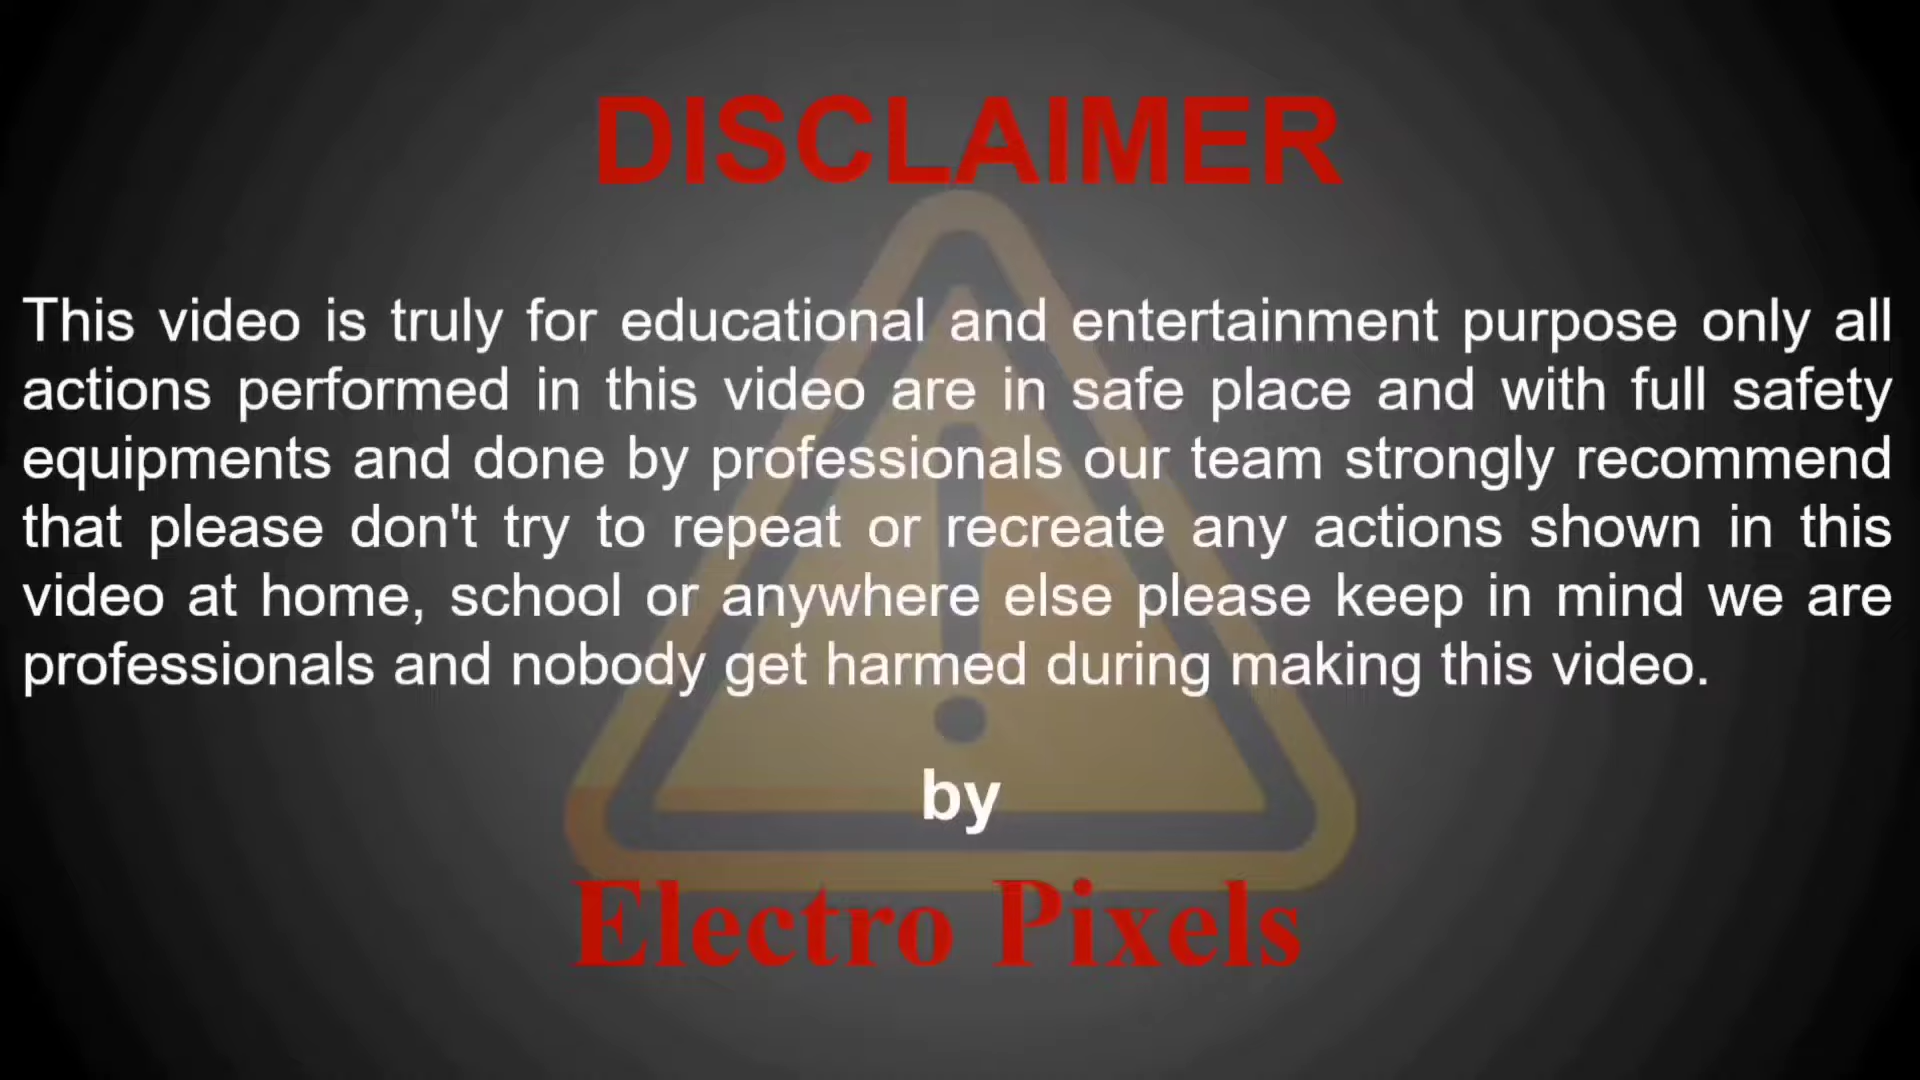 DISCLAIMER
This video is truly for educational and entertainment purpose only all
actions performed in this video are in safe place and with full safety
equipments and done by professionals our team strongly recommend
that please don't try to repeat or recreate any actions shown in this
video at home, school or anywhere else please keep in mind we are
professionals and nobody get harmed during making this video.
by
Electro Pixels